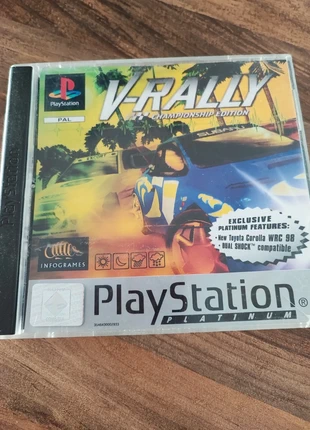 PlayStation
PAL
V-RALLY
CHAMPIONSHIP EDITION
SUBARU
EXCLUSIVE
PLATINUM FEATURES:
•New Toyota Corolla WRC 98
•DUAL SHOCK™ compatible
INFOGRAMES
PlayStation®
PLATINUM